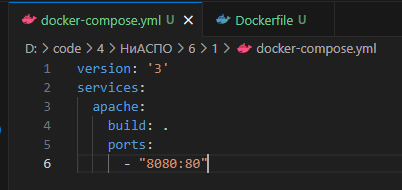 docker-compose.yml U
Dockerfile U
D: > code > 4 > НиАСПО > 6 > 1 > docker-compose.yml
1 version: '3'
2 services:
3   apache:
4     build: .
5     ports:
6       - "8080:80"